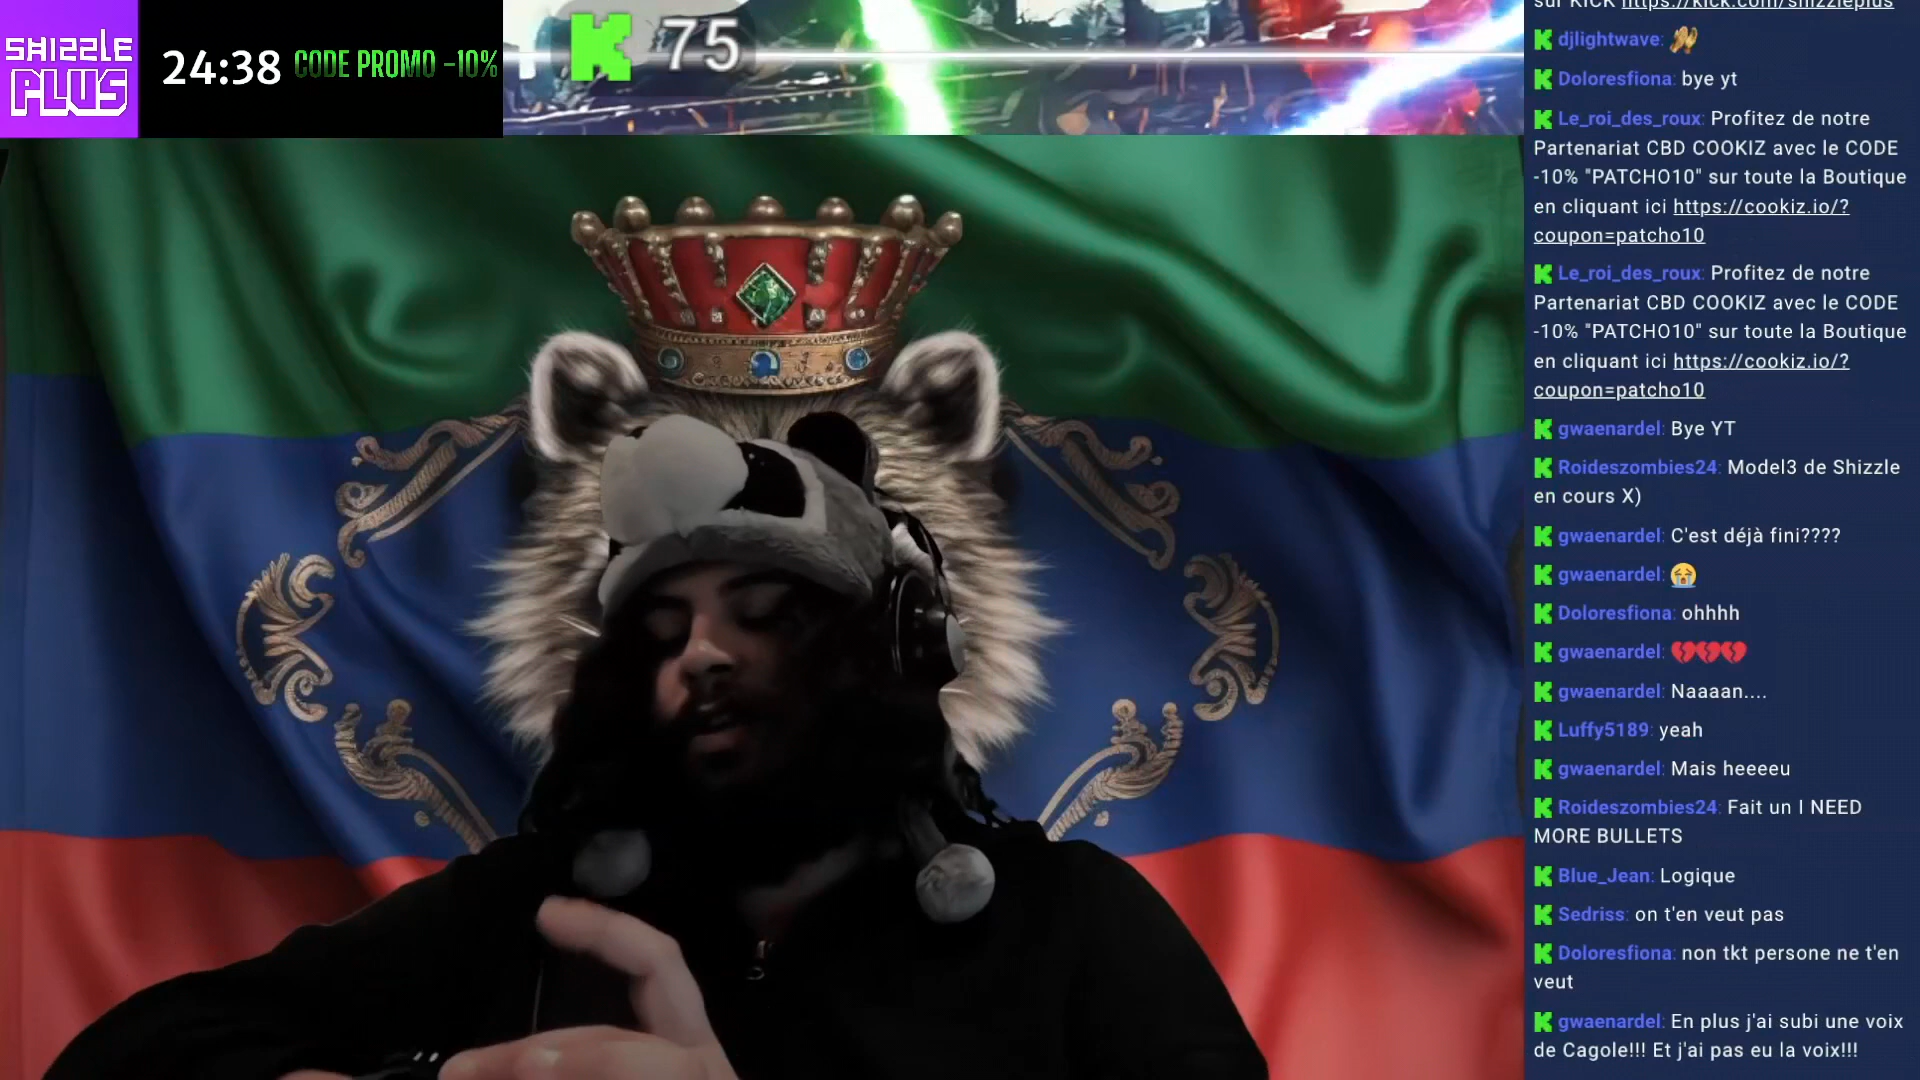 SHIZZLE
PLUS
24:38
CODE PROMO -10%
75
sur KICK https://kick.com/shizzleplus
djlightwave:
Doloresfiona: bye yt
Le_roi_des_roux: Profitez de notre
Partenariat CBD COOKIZ avec le CODE
-10% "PATCHO10" sur toute la Boutique
en cliquant ici https://cookiz.io/?
coupon=patcho10
Le_roi_des_roux: Profitez de notre
Partenariat CBD COOKIZ avec le CODE
-10% "PATCHO10" sur toute la Boutique
en cliquant ici https://cookiz.io/?
coupon=patcho10
gwaenardel: Bye YT
Roideszombies24: Model3 de Shizzle
en cours X)
gwaenardel: C'est déjà fini????
gwaenardel: 😭
Doloresfiona: ohhhh
gwaenardel: 💔💔💔
gwaenardel: Naaaan....
Luffy5189: yeah
gwaenardel: Mais heeeeu
Roideszombies24: Fait un I NEED
MORE BULLETS
Blue_Jean: Logique
Sedriss: on t'en veut pas
Doloresfiona: non tkt persone ne t'en
veut
gwaenardel: En plus j'ai subi une voix
de Cagole!!! Et j'ai pas eu la voix!!!